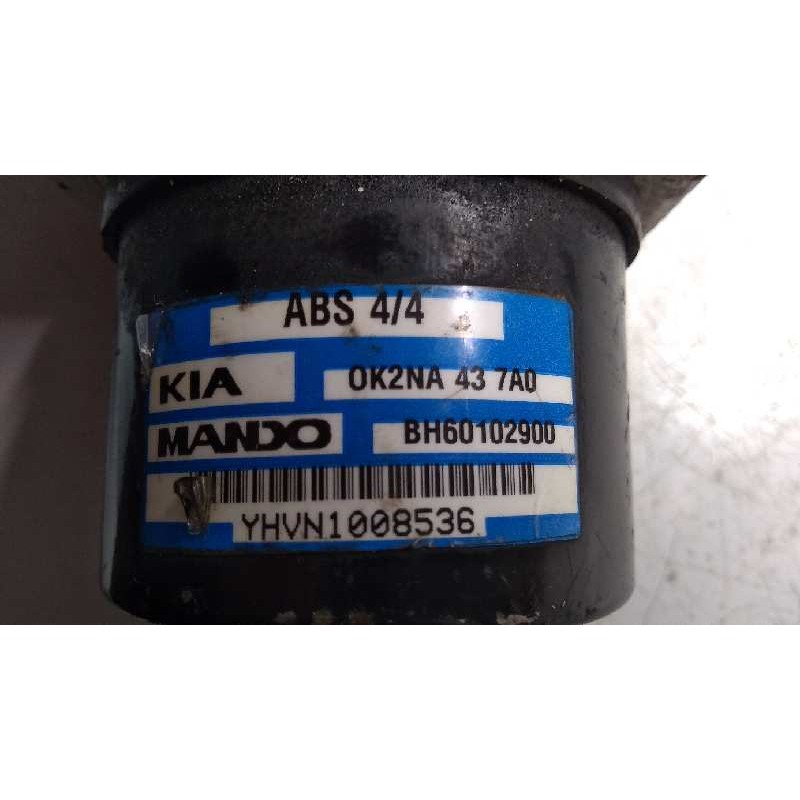 ABS 4/4
KIA OK2NA 43 7A0
MANDO BH60102900
YHVN1008536